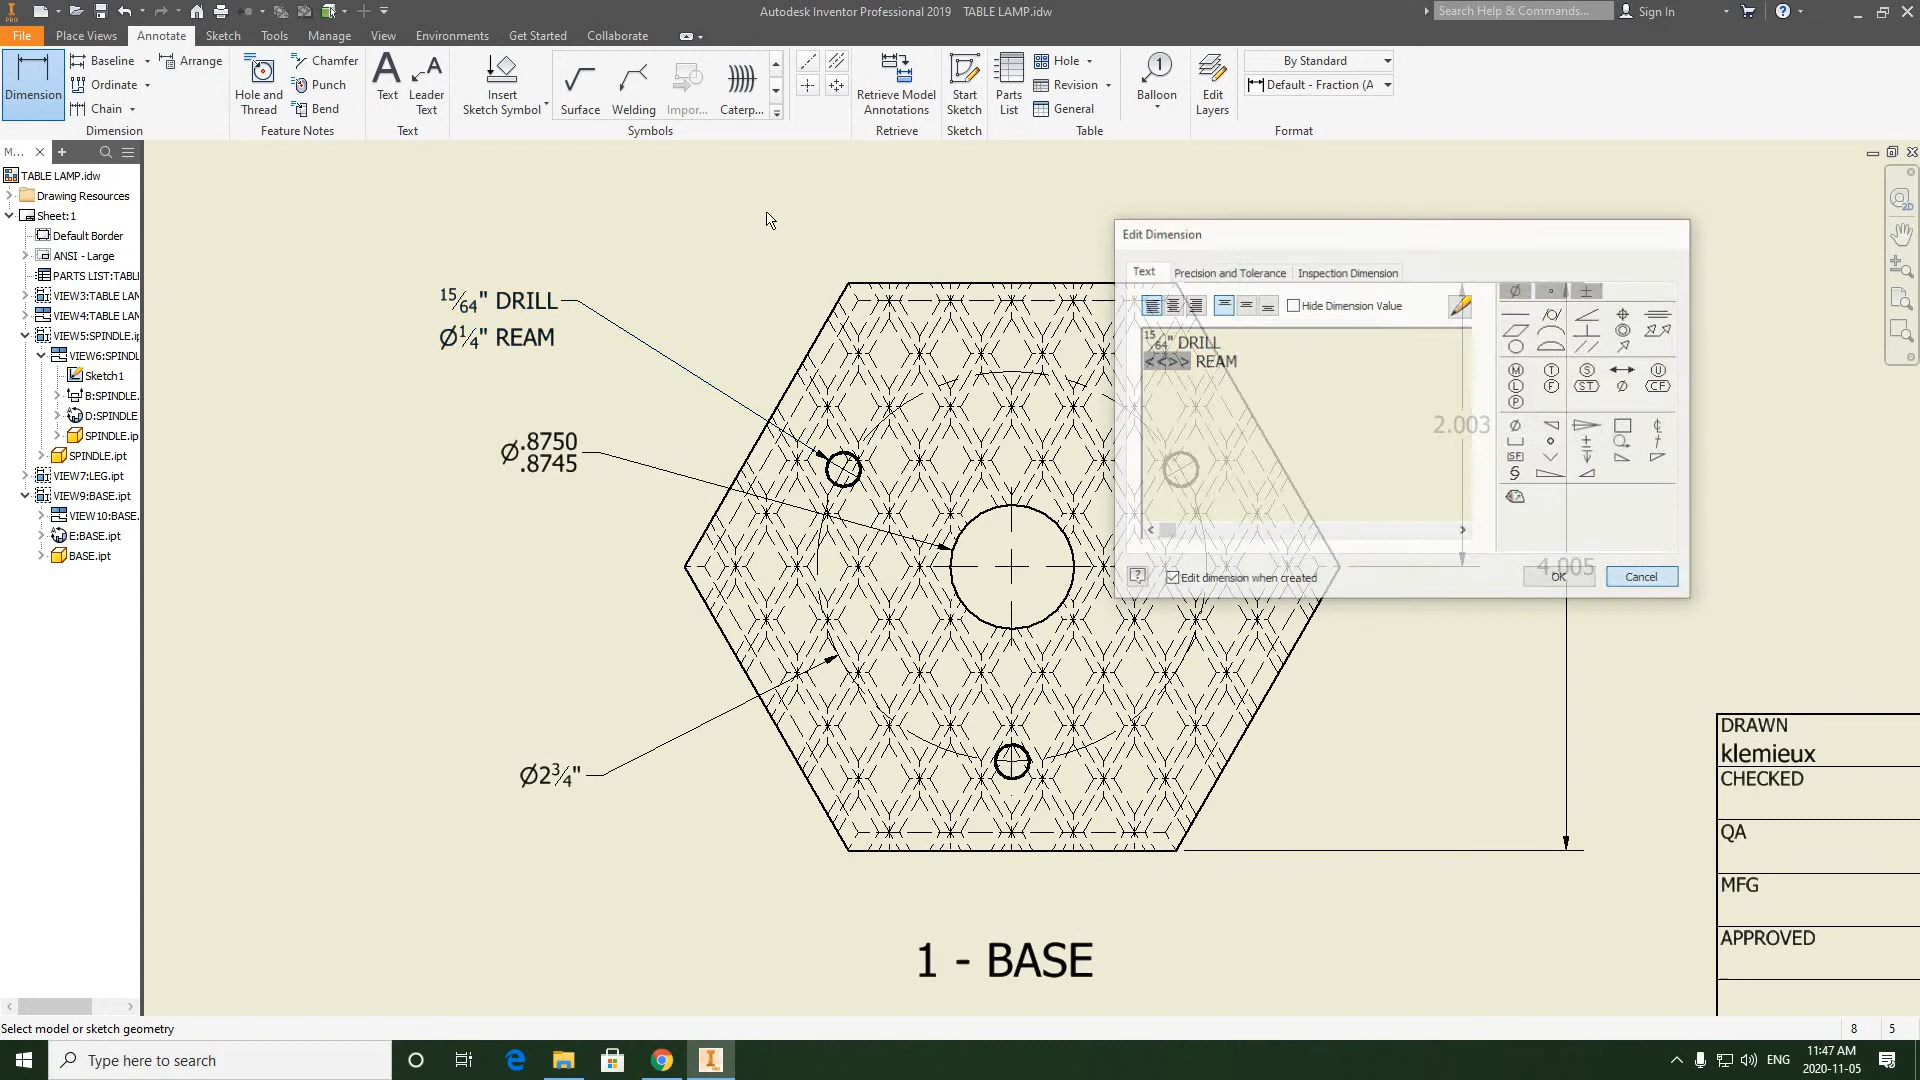 Autodesk Inventor Professional 2019 TABLE LAMP.idw
Search Help & Commands...
Sign In
File Place Views Annotate Sketch Tools Manage View Environments Get Started Collaborate
Dimension
Baseline
Ordinate
Chain
Arrange
Dimension
Hole and Thread
Chamfer
Punch
Bend
Feature Notes
Text
Leader Text
Text
Insert Sketch Symbol
Surface
Welding
Impor...
Caterp...
Symbols
Retrieve Model Annotations
Retrieve
Start Sketch
Sketch
Parts List
Hole
Revision
General
Table
Balloon
Edit Layers
By Standard
Default - Fraction (A
Format
M...
TABLE LAMP.idw
Drawing Resources
Sheet:1
Default Border
ANSI - Large
PARTS LIST:TABL
VIEW3:TABLE LAM
VIEW4:TABLE LAM
VIEW5:SPINDLE.ip
VIEW6:SPINDL
Sketch1
B:SPINDLE.
D:SPINDLE
SPINDLE.ip
SPINDLE.ipt
VIEW7:LEG.ipt
VIEW9:BASE.ipt
VIEW10:BASE.
E:BASE.ipt
BASE.ipt
15/64" DRILL
Ø1/4" REAM
Ø.8750
.8745
Ø2 3/4"
1 - BASE
Edit Dimension
Text Precision and Tolerance Inspection Dimension
Hide Dimension Value
15/64" DRILL
<<>> REAM
2.003
4.005
Edit dimension when created
OK
Cancel
DRAWN
klemieux
CHECKED
QA
MFG
APPROVED
Select model or sketch geometry
8 5
Type here to search
ENG
11:47 AM
2020-11-05